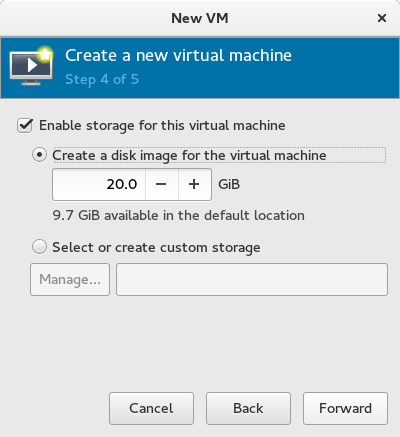 New VM
Create a new virtual machine
Step 4 of 5
Enable storage for this virtual machine
Create a disk image for the virtual machine
20.0 GiB
9.7 GiB available in the default location
Select or create custom storage
Manage...
Cancel Back Forward